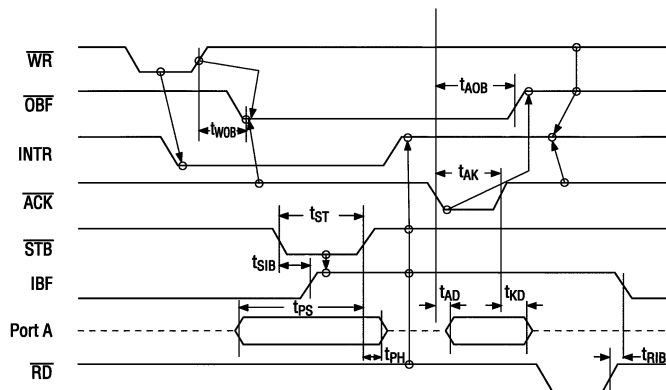 WR
OBF
tAOB
tWOB
INTR
tAK
ACK
tST
STB
tSIB
IBF
tAD
tKD
tPS
Port A
tPH
tRIB
RD